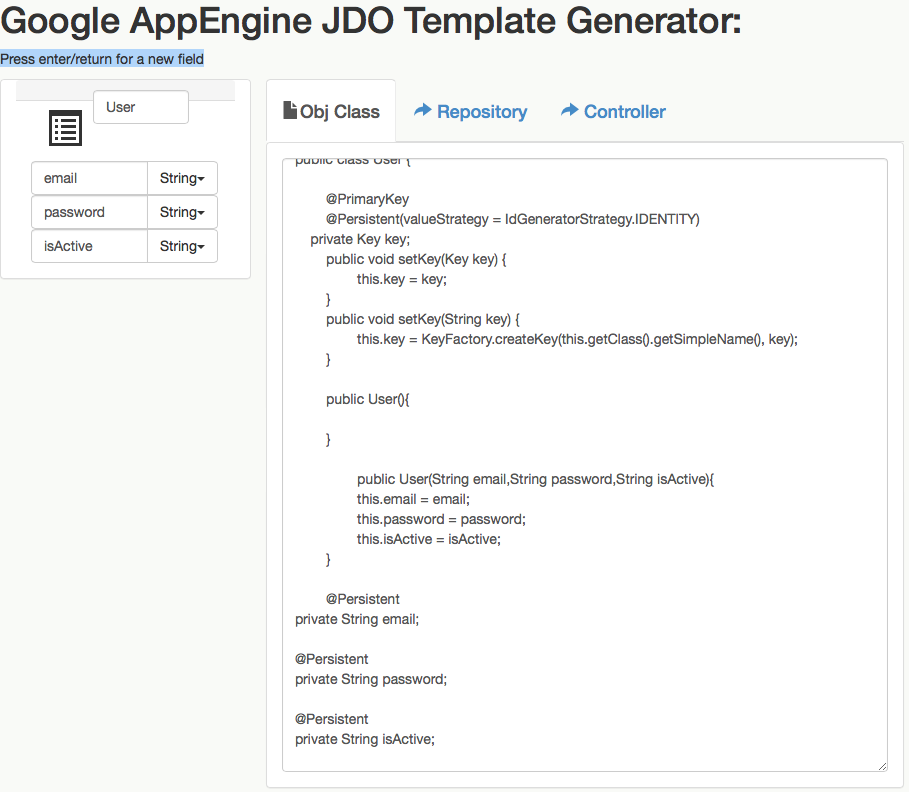 Google AppEngine JDO Template Generator:
Press enter/return for a new field
User
email String
password String
isActive String
Obj Class Repository Controller
public class User {
@PrimaryKey
@Persistent(valueStrategy = IdGeneratorStrategy.IDENTITY)
private Key key;
public void setKey(Key key) {
this.key = key;
}
public void setKey(String key) {
this.key = KeyFactory.createKey(this.getClass().getSimpleName(), key);
}
public User(){
}
public User(String email,String password,String isActive){
this.email = email;
this.password = password;
this.isActive = isActive;
}
@Persistent
private String email;
@Persistent
private String password;
@Persistent
private String isActive;